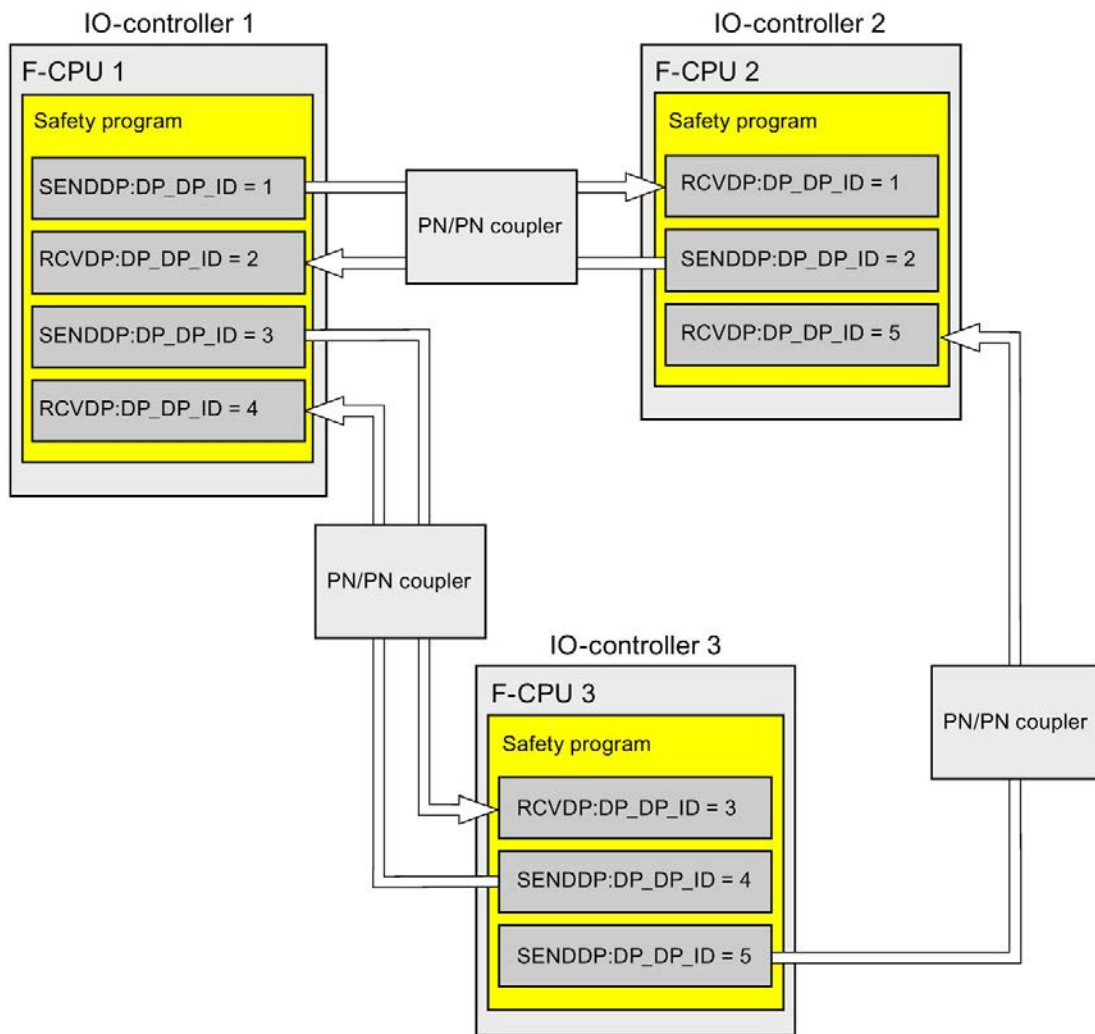 IO-controller 1
F-CPU 1
Safety program
SENDDP:DP_DP_ID = 1
RCVDP:DP_DP_ID = 2
SENDDP:DP_DP_ID = 3
RCVDP:DP_DP_ID = 4
PN/PN coupler
IO-controller 2
F-CPU 2
Safety program
RCVDP:DP_DP_ID = 1
SENDDP:DP_DP_ID = 2
RCVDP:DP_DP_ID = 5
PN/PN coupler
IO-controller 3
F-CPU 3
Safety program
RCVDP:DP_DP_ID = 3
SENDDP:DP_DP_ID = 4
SENDDP:DP_DP_ID = 5
PN/PN coupler